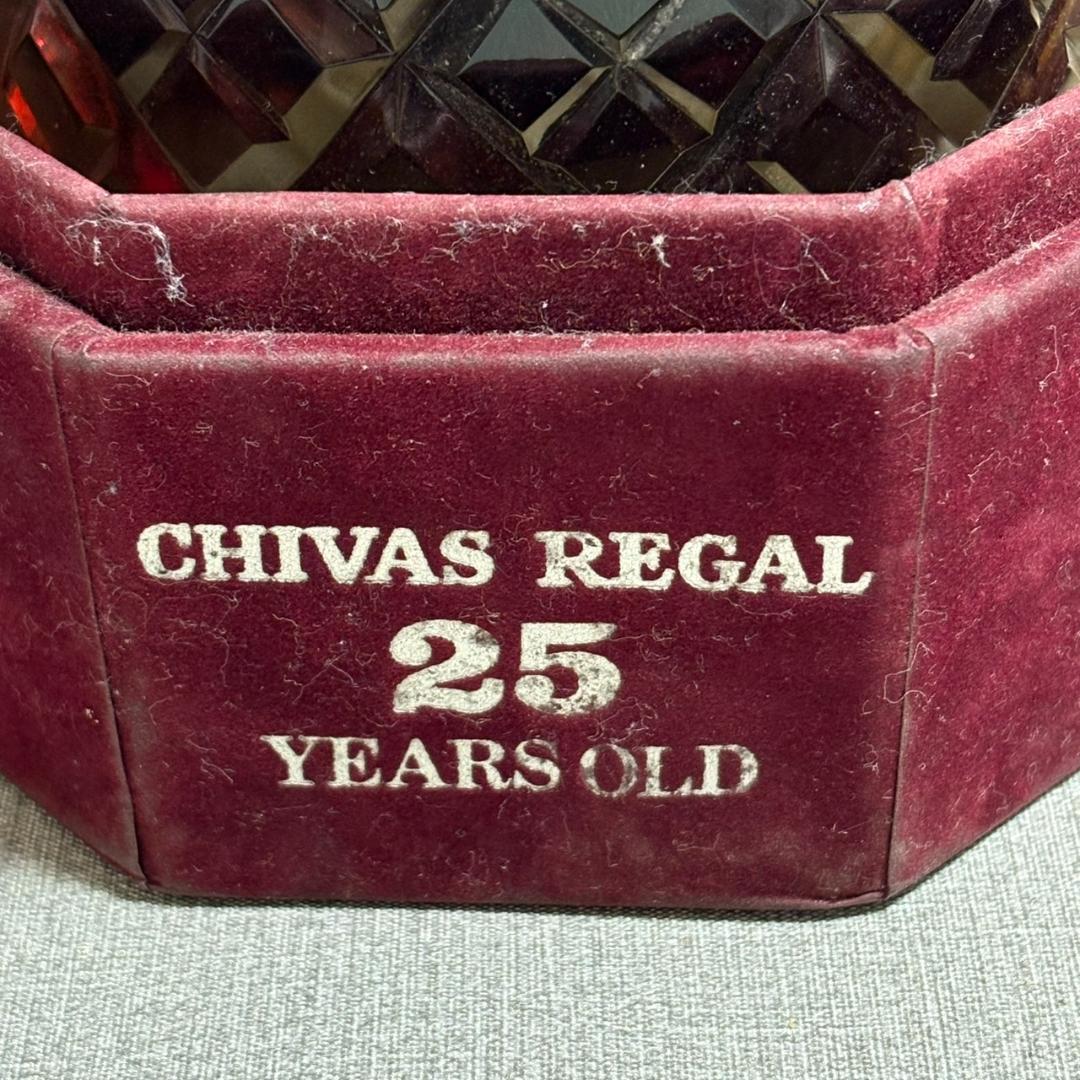 CHIVAS REGAL
25
YEARS OLD